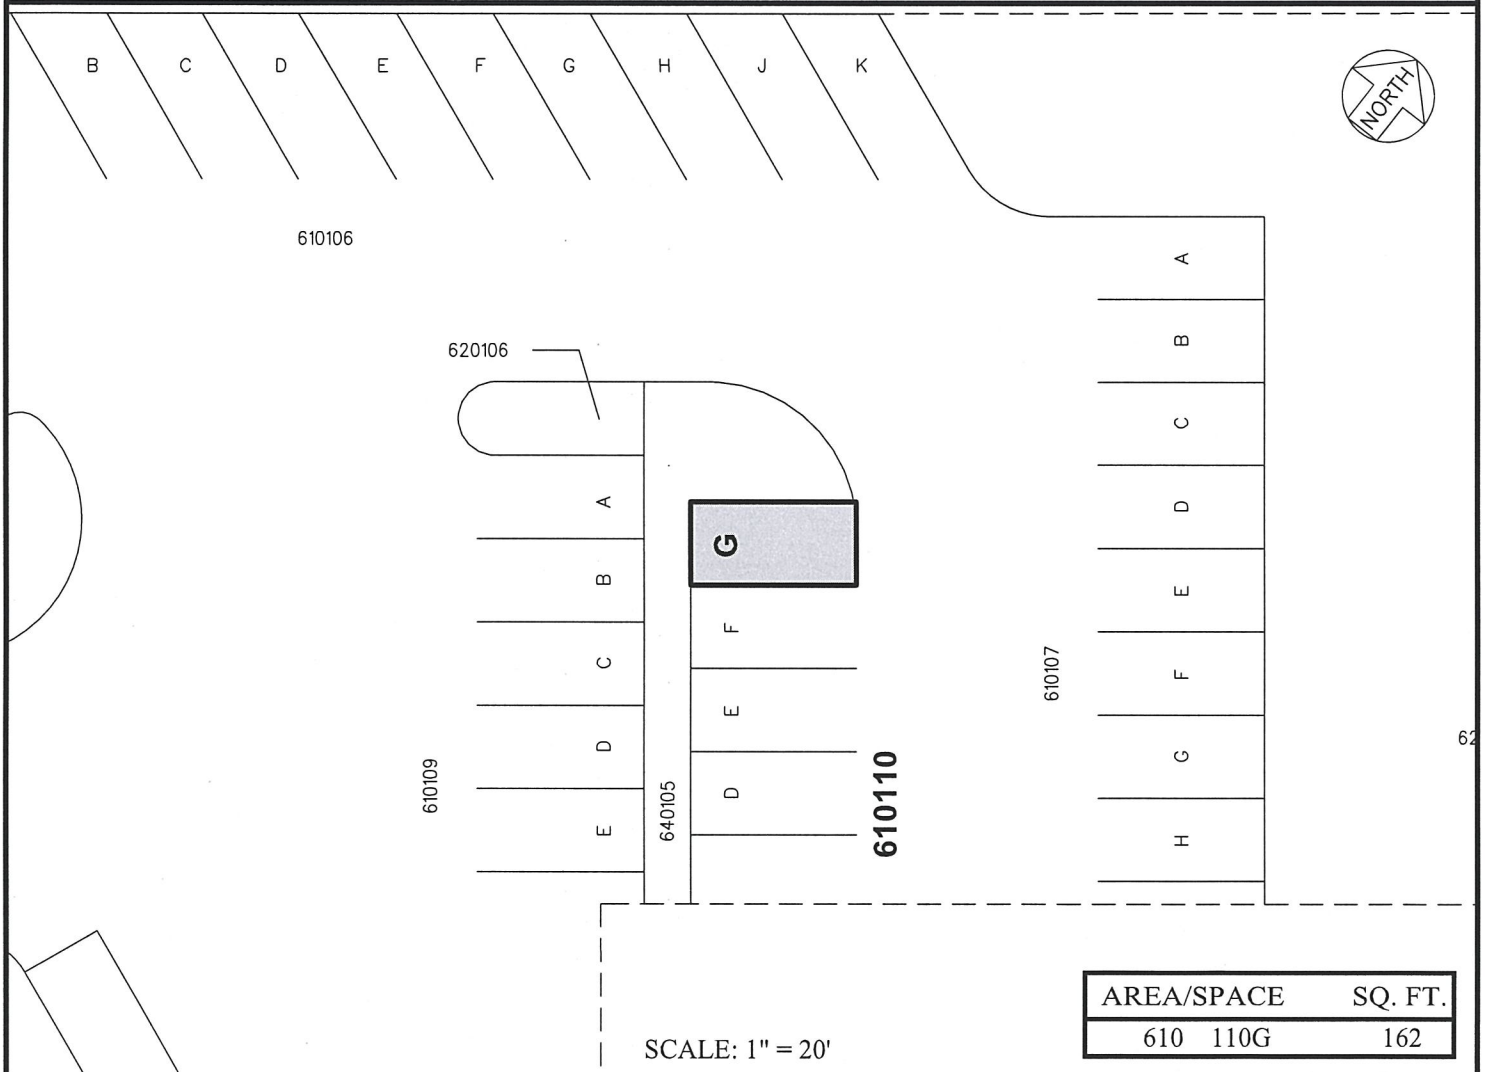 B C D E F G H J K
NORTH
610106
620106
A
B
C
D
E
610109
640105
G
F
E
D
610110
610107
A
B
C
D
E
F
G
H
62
AREA/SPACE SQ. FT.
610 110G 162
SCALE: 1" = 20'